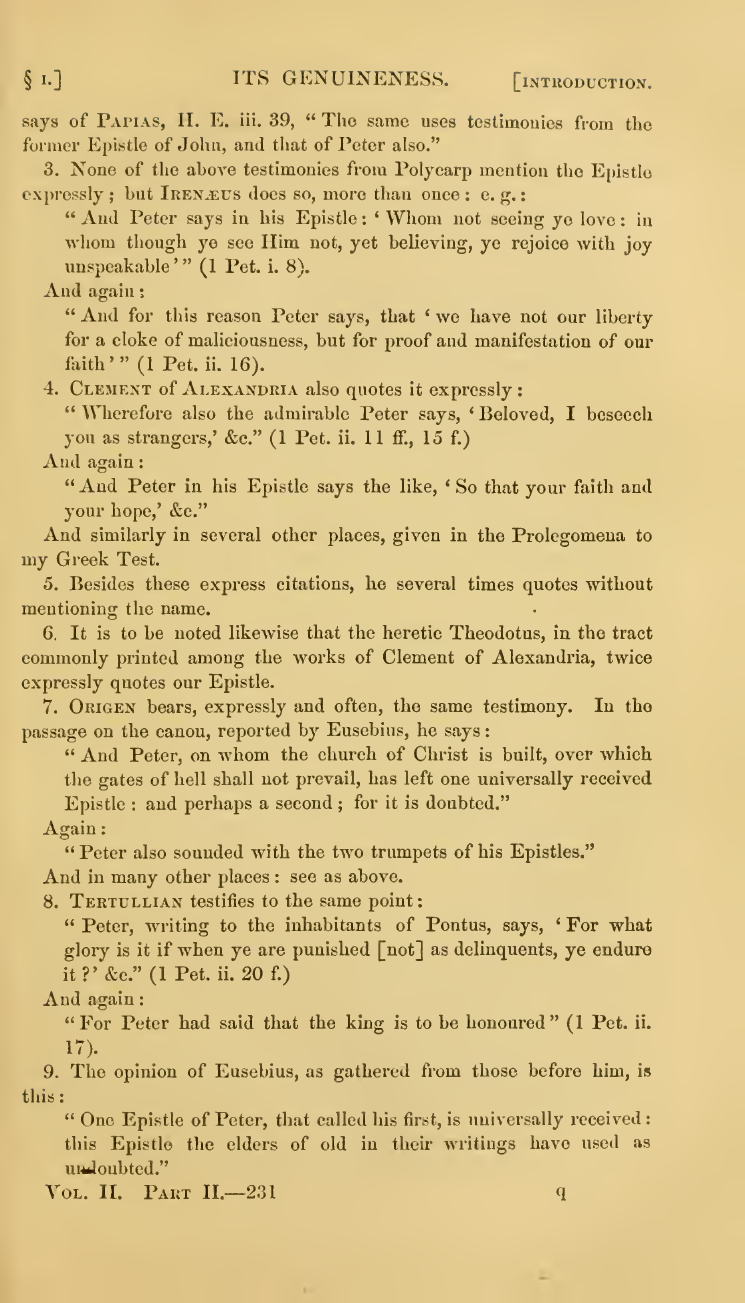 § I.] ITS GENUINENESS. [INTRODUCTION.
says of PAPIAS, H. E. iii. 39, “ The same uses testimonies from the
former Epistle of John, and that of Peter also.”
3. None of the above testimonies from Polycarp mention the Epistle
expressly ; but IRENÆUS does so, more than once : e. g. :
“ And Peter says in his Epistle : ‘ Whom not seeing ye love : in
whom though ye see Him not, yet believing, ye rejoice with joy
unspeakable ’ ” (1 Pet. i. 8).
And again :
“ And for this reason Peter says, that ‘ we have not our liberty
for a cloke of maliciousness, but for proof and manifestation of our
faith ’ ” (1 Pet. ii. 16).
4. CLEMENT of ALEXANDRIA also quotes it expressly :
“ Wherefore also the admirable Peter says, ‘ Beloved, I beseech
you as strangers,’ &c.” (1 Pet. ii. 11 ff., 15 f.)
And again :
“ And Peter in his Epistle says the like, ‘ So that your faith and
your hope,’ &c.”
And similarly in several other places, given in the Prolegomena to
my Greek Test.
5. Besides these express citations, he several times quotes without
mentioning the name.
6. It is to be noted likewise that the heretic Theodotus, in the tract
commonly printed among the works of Clement of Alexandria, twice
expressly quotes our Epistle.
7. ORIGEN bears, expressly and often, the same testimony. In the
passage on the canon, reported by Eusebius, he says :
“ And Peter, on whom the church of Christ is built, over which
the gates of hell shall not prevail, has left one universally received
Epistle : and perhaps a second ; for it is doubted.”
Again :
“ Peter also sounded with the two trumpets of his Epistles.”
And in many other places : see as above.
8. TERTULLIAN testifies to the same point :
“ Peter, writing to the inhabitants of Pontus, says, ‘ For what
glory is it if when ye are punished [not] as delinquents, ye endure
it ?’ &c.” (1 Pet. ii. 20 f.)
And again :
“ For Peter had said that the king is to be honoured ” (1 Pet. ii.
17).
9. The opinion of Eusebius, as gathered from those before him, is
this :
“ One Epistle of Peter, that called his first, is universally received :
this Epistle the elders of old in their writings have used as
undoubted.”
VOL. II. PART II.—231 q